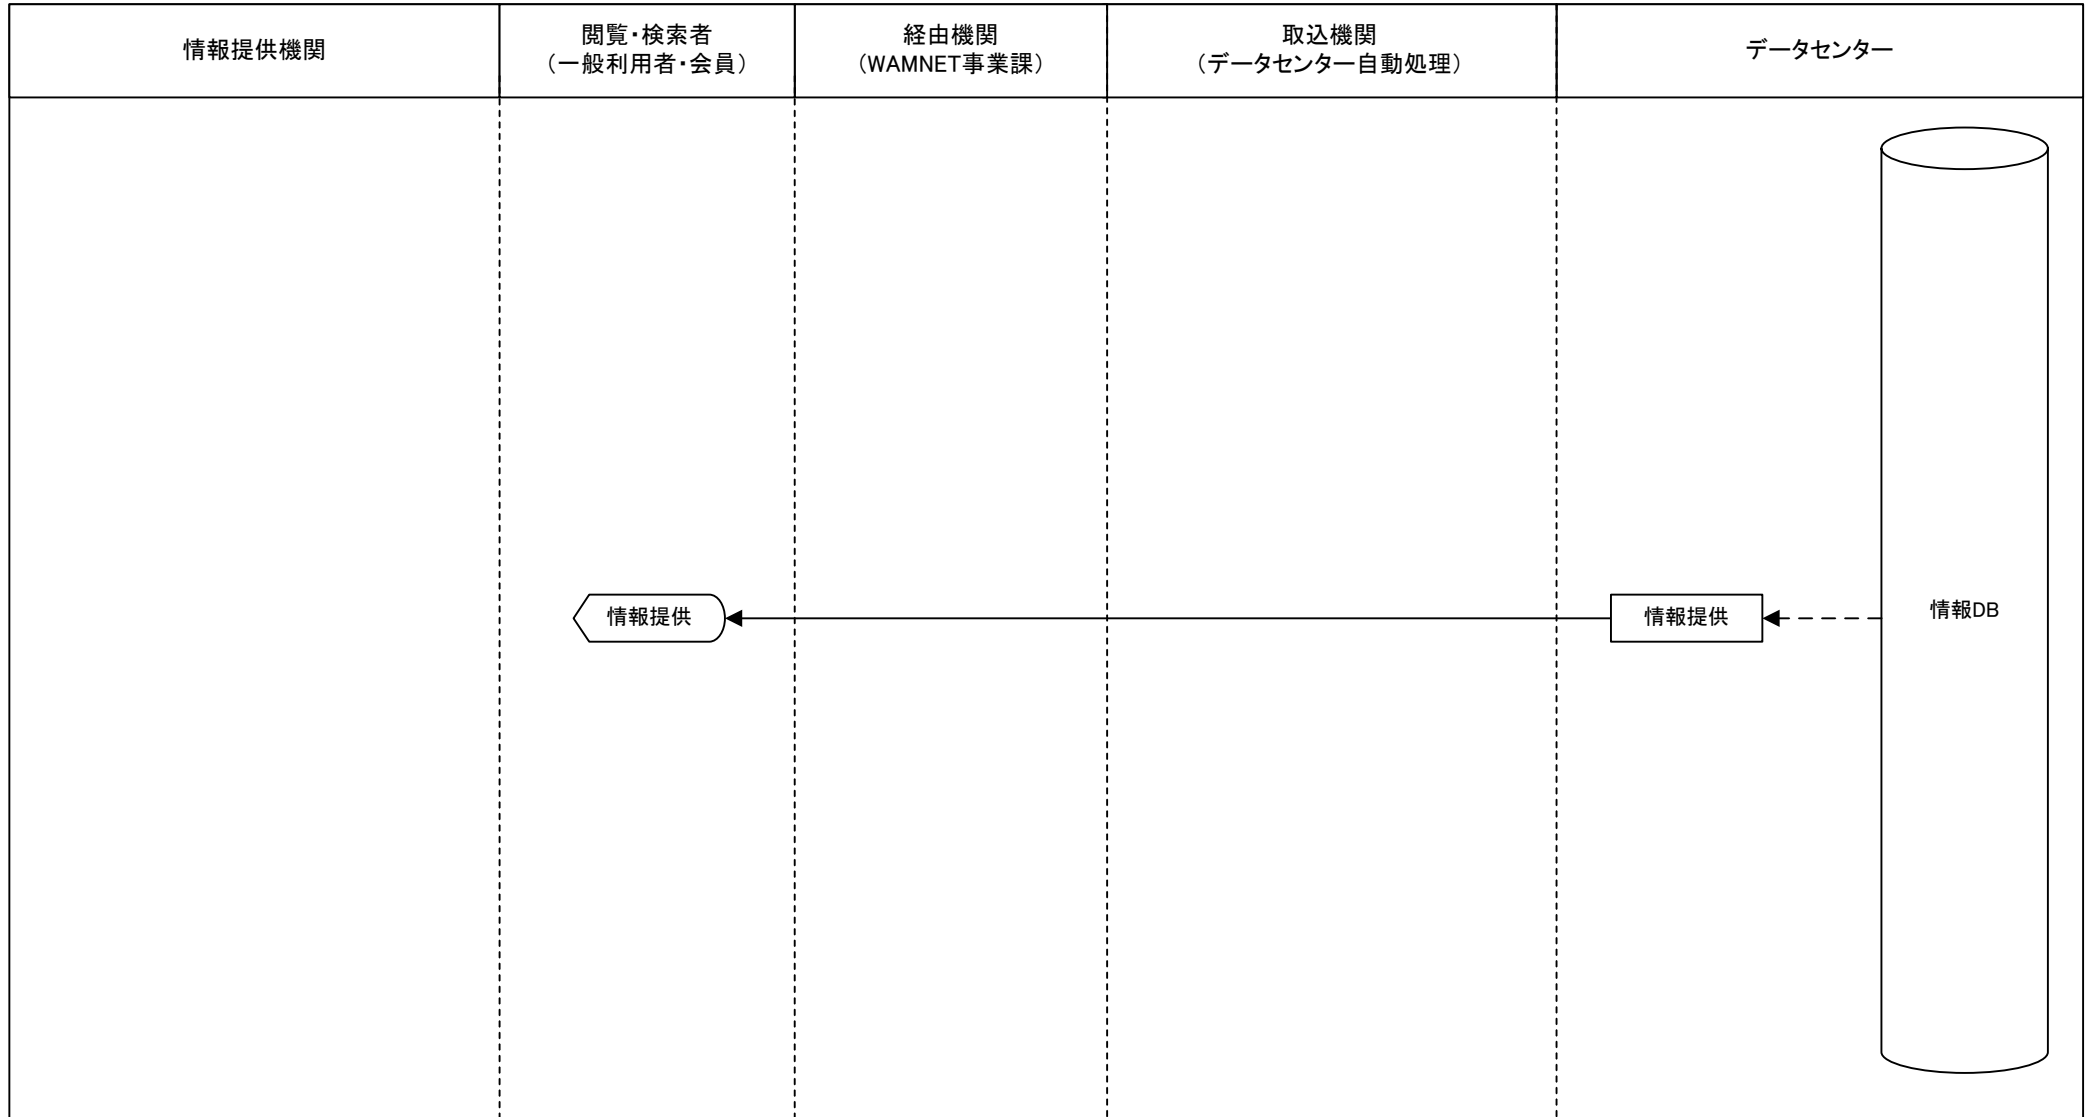 情報提供機関
閲覧・検索者
（一般利用者・会員）
経由機関
（WAMNET事業課）
取込機関
（データセンター自動処理）
データセンター
情報提供
情報提供
情報DB